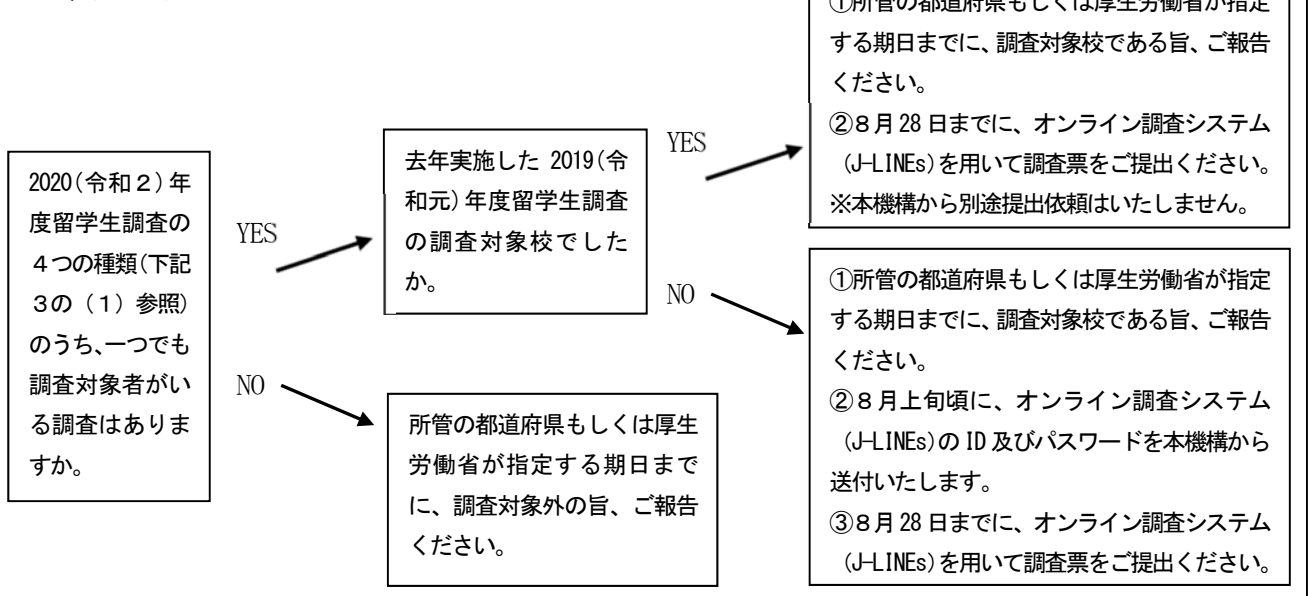 2020(令和２)年
度留学生調査の
４つの種類(下記
３の（１）参照)
のうち、一つでも
調査対象者がい
る調査はありま
すか。
YES
NO
去年実施した 2019(令
和元)年度留学生調査
の調査対象校でした
か。
YES
NO
所管の都道府県もしくは厚生
労働省が指定する期日まで
に、調査対象外の旨、ご報告
ください。
①所管の都道府県もしくは厚生労働省が指定
する期日までに、調査対象校である旨、ご報告
ください。
②８月28日までに、オンライン調査システム
(J-LINEs)を用いて調査票をご提出ください。
※本機構から別途提出依頼はいたしません。
①所管の都道府県もしくは厚生労働省が指定
する期日までに、調査対象校である旨、ご報告
ください。
②８月上旬頃に、オンライン調査システム
(J-LINEs)の ID 及びパスワードを本機構から
送付いたします。
③８月28日までに、オンライン調査システム
(J-LINEs)を用いて調査票をご提出ください。